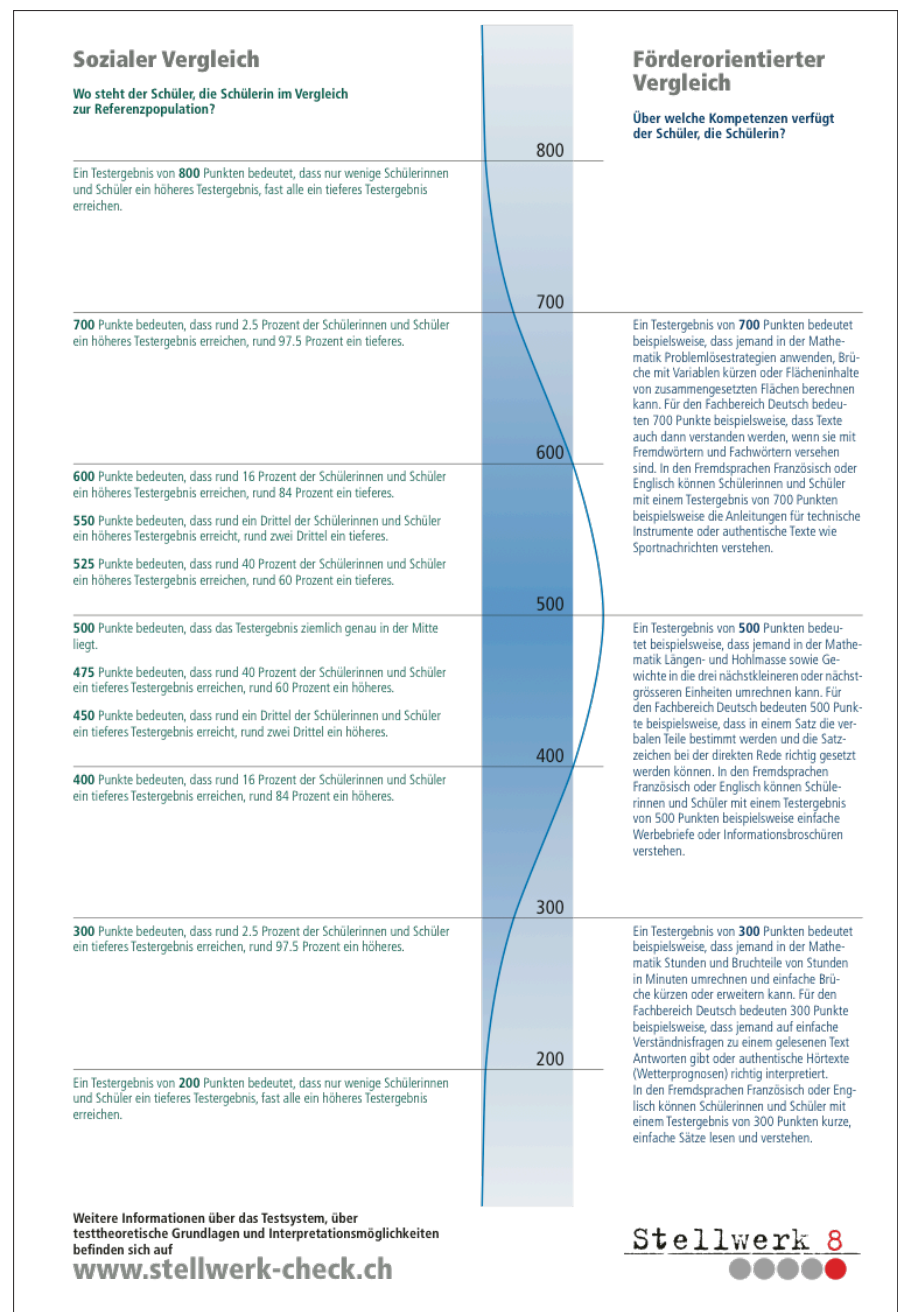 Sozialer Vergleich
Wo steht der Schüler, die Schülerin im Vergleich
zur Referenzpopulation?
Förderorientierter
Vergleich
Über welche Kompetenzen verfügt
der Schüler, die Schülerin?
800
Ein Testergebnis von 800 Punkten bedeutet, dass nur wenige Schülerinnen
und Schüler ein höheres Testergebnis, fast alle ein tieferes Testergebnis
erreichen.
700
700 Punkte bedeuten, dass rund 2.5 Prozent der Schülerinnen und Schüler
ein höheres Testergebnis erreichen, rund 97.5 Prozent ein tieferes.
Ein Testergebnis von 700 Punkten bedeutet
beispielsweise, dass jemand in der Mathe-
matik Problemlösestrategien anwenden, Brü-
che mit Variablen kürzen oder Flächeninhalte
von zusammengesetzten Flächen berechnen
kann. Für den Fachbereich Deutsch bedeu-
ten 700 Punkte beispielsweise, dass Texte
auch dann verstanden werden, wenn sie mit
Fremdwörtern und Fachwörtern versehen
sind. In den Fremdsprachen Französisch oder
Englisch können Schülerinnen und Schüler
mit einem Testergebnis von 700 Punkten
beispielsweise die Anleitungen für technische
Instrumente oder authentische Texte wie
Sportnachrichten verstehen.
600
600 Punkte bedeuten, dass rund 16 Prozent der Schülerinnen und Schüler
ein höheres Testergebnis erreichen, rund 84 Prozent ein tieferes.
550 Punkte bedeuten, dass rund ein Drittel der Schülerinnen und Schüler
ein höheres Testergebnis erreicht, rund zwei Drittel ein tieferes.
525 Punkte bedeuten, dass rund 40 Prozent der Schülerinnen und Schüler
ein höheres Testergebnis erreichen, rund 60 Prozent ein tieferes.
500
500 Punkte bedeuten, dass das Testergebnis ziemlich genau in der Mitte
liegt.
475 Punkte bedeuten, dass rund 40 Prozent der Schülerinnen und Schüler
ein tieferes Testergebnis erreichen, rund 60 Prozent ein höheres.
450 Punkte bedeuten, dass rund ein Drittel der Schülerinnen und Schüler
ein tieferes Testergebnis erreicht, rund zwei Drittel ein höheres.
Ein Testergebnis von 500 Punkten bedeu-
tet beispielsweise, dass jemand in der Mathe-
matik Längen- und Hohlmasse sowie Ge-
wichte in die drei nächstkleineren oder nächst-
grösseren Einheiten umrechnen kann. Für
den Fachbereich Deutsch bedeuten 500 Punk-
te beispielsweise, dass in einem Satz die ver-
balen Teile bestimmt werden und die Satz-
zeichen bei der direkten Rede richtig gesetzt
werden können. In den Fremdsprachen
Französisch oder Englisch können Schüle-
rinnen und Schüler mit einem Testergebnis
von 500 Punkten beispielsweise einfache
Werbebriefe oder Informationsbroschüren
verstehen.
400
400 Punkte bedeuten, dass rund 16 Prozent der Schülerinnen und Schüler
ein tieferes Testergebnis erreichen, rund 84 Prozent ein höheres.
300
300 Punkte bedeuten, dass rund 2.5 Prozent der Schülerinnen und Schüler
ein tieferes Testergebnis erreichen, rund 97.5 Prozent ein höheres.
Ein Testergebnis von 300 Punkten bedeutet
beispielsweise, dass jemand in der Mathe-
matik Stunden und Bruchteile von Stunden
in Minuten umrechnen und einfache Brü-
che kürzen oder erweitern kann. Für den
Fachbereich Deutsch bedeuten 300 Punkte
beispielsweise, dass jemand auf einfache
Verständnisfragen zu einem gelesenen Text
Antworten gibt oder authentische Hörtexte
(Wetterprognosen) richtig interpretiert.
In den Fremdsprachen Französisch oder Eng-
lisch können Schülerinnen und Schüler mit
einem Testergebnis von 300 Punkten kurze,
einfache Sätze lesen und verstehen.
200
Ein Testergebnis von 200 Punkten bedeutet, dass nur wenige Schülerinnen
und Schüler ein tieferes Testergebnis, fast alle ein höheres Testergebnis
erreichen.
Weitere Informationen über das Testsystem, über
testtheoretische Grundlagen und Interpretationsmöglichkeiten
befinden sich auf
www.stellwerk-check.ch
Stellwerk 8